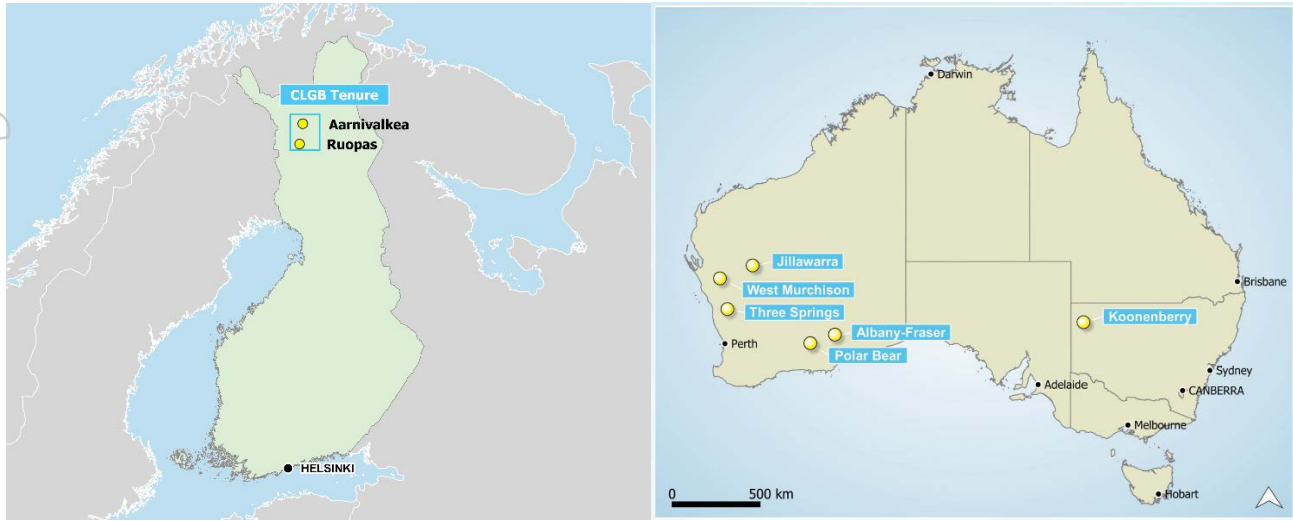 CLGB Tenure
Aarnivalkea
Ruopas
HELSINKI
Darwin
Jillawarra
West Murchison
Three Springs
Albany-Fraser
Polar Bear
Perth
Koonenberry
Brisbane
Sydney
CANBERRA
Adelaide
Melbourne
Hobart
0 500 km